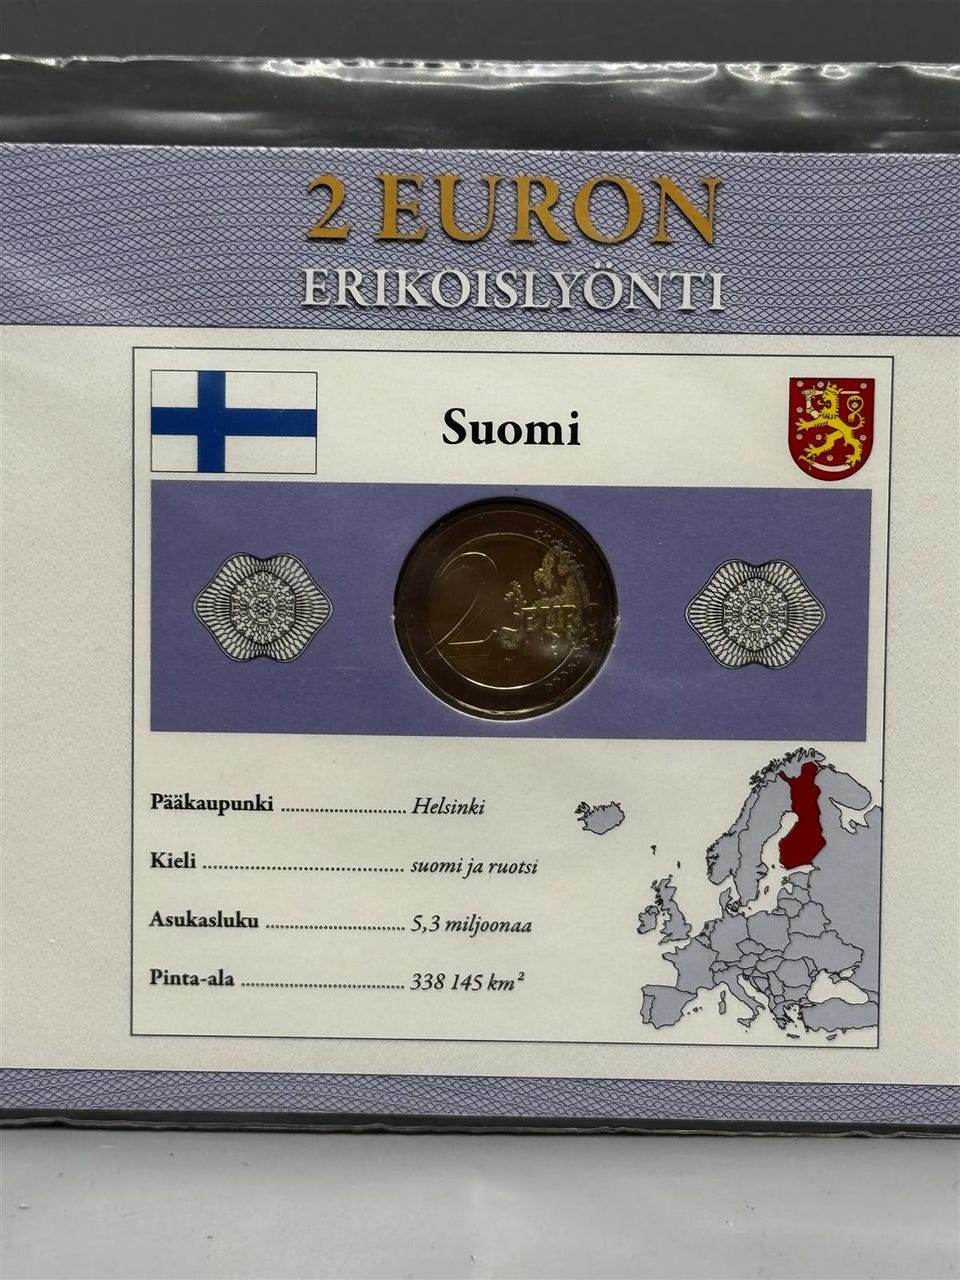 2 EURON
ERIKOISLYÖNTI
Suomi
2 EURO
Pääkaupunki ........................ Helsinki
Kieli ........................................ suomi ja ruotsi
Asukasluku ............................ 5,3 miljoonaa
Pinta-ala ................................. 338 145 km²